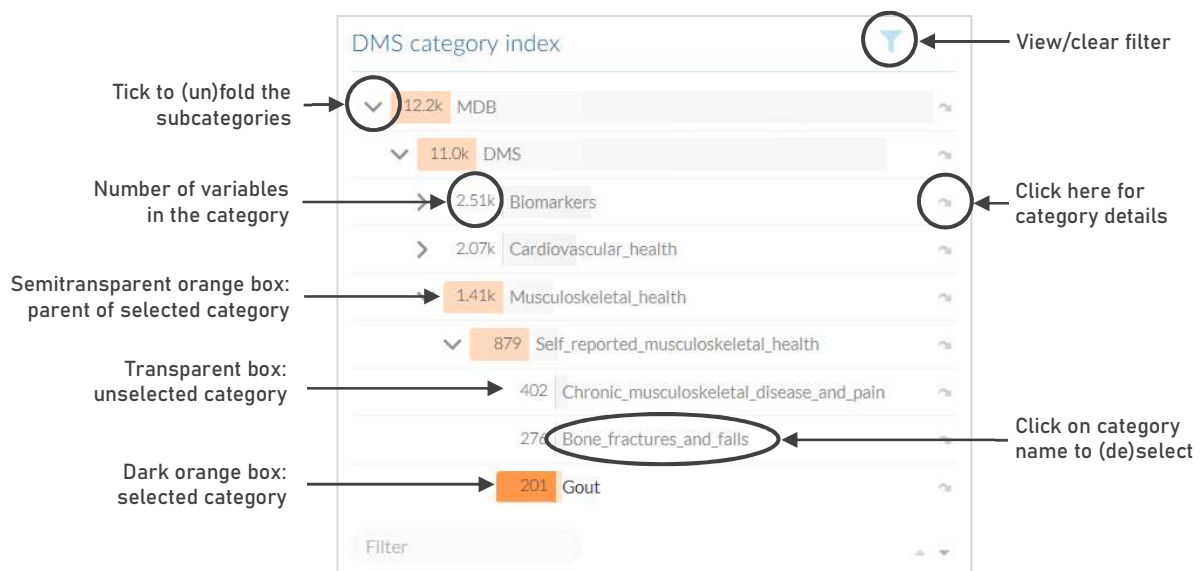 DMS category index
View/clear filter
Tick to (un)fold the
subcategories
12.2k MDB
11.0k DMS
Number of variables
in the category
2.51k Biomarkers
Click here for
category details
2.07k Cardiovascular_health
Semitransparent orange box:
parent of selected category
1.41k Musculoskeletal_health
879 Self_reported_musculoskeletal_health
Transparent box:
unselected category
402 Chronic_musculoskeletal_disease_and_pain
276 Bone_fractures_and_falls
Click on category
name to (de)select
Dark orange box:
selected category
201 Gout
Filter